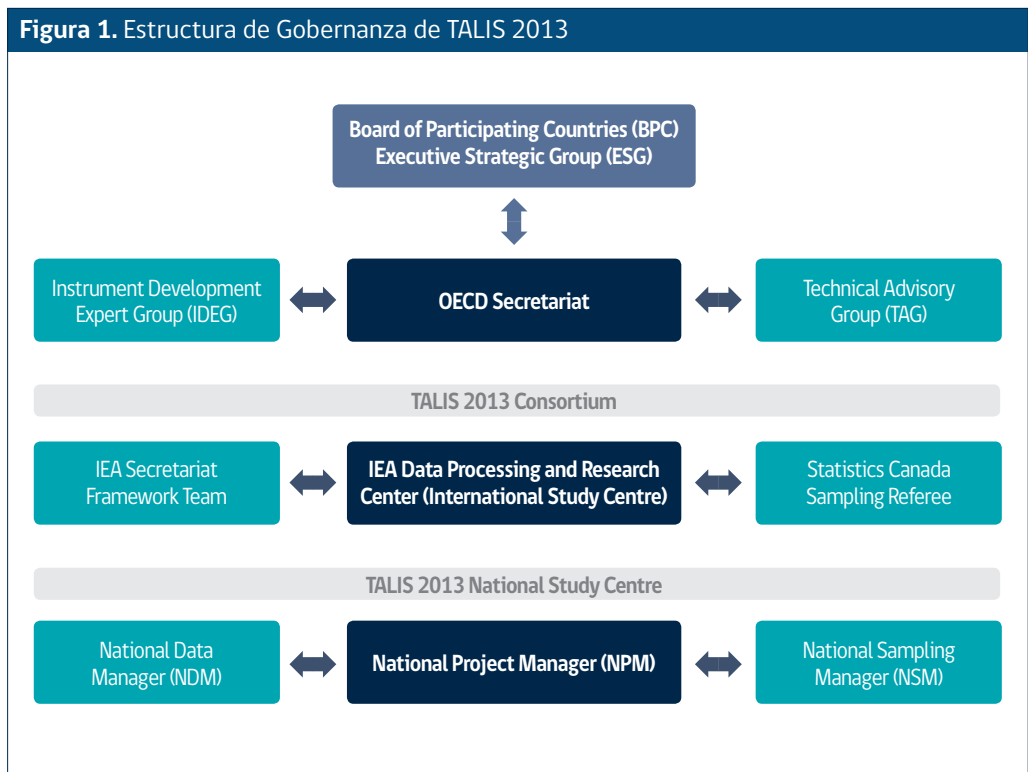 Figura 1. Estructura de Gobernanza de TALIS 2013
Board of Participating Countries (BPC)
Executive Strategic Group (ESG)
Instrument Development
Expert Group (IDEG)
OECD Secretariat
Technical Advisory
Group (TAG)
TALIS 2013 Consortium
IEA Secretariat
Framework Team
IEA Data Processing and Research
Center (International Study Centre)
Statistics Canada
Sampling Referee
TALIS 2013 National Study Centre
National Data
Manager (NDM)
National Project Manager (NPM)
National Sampling
Manager (NSM)